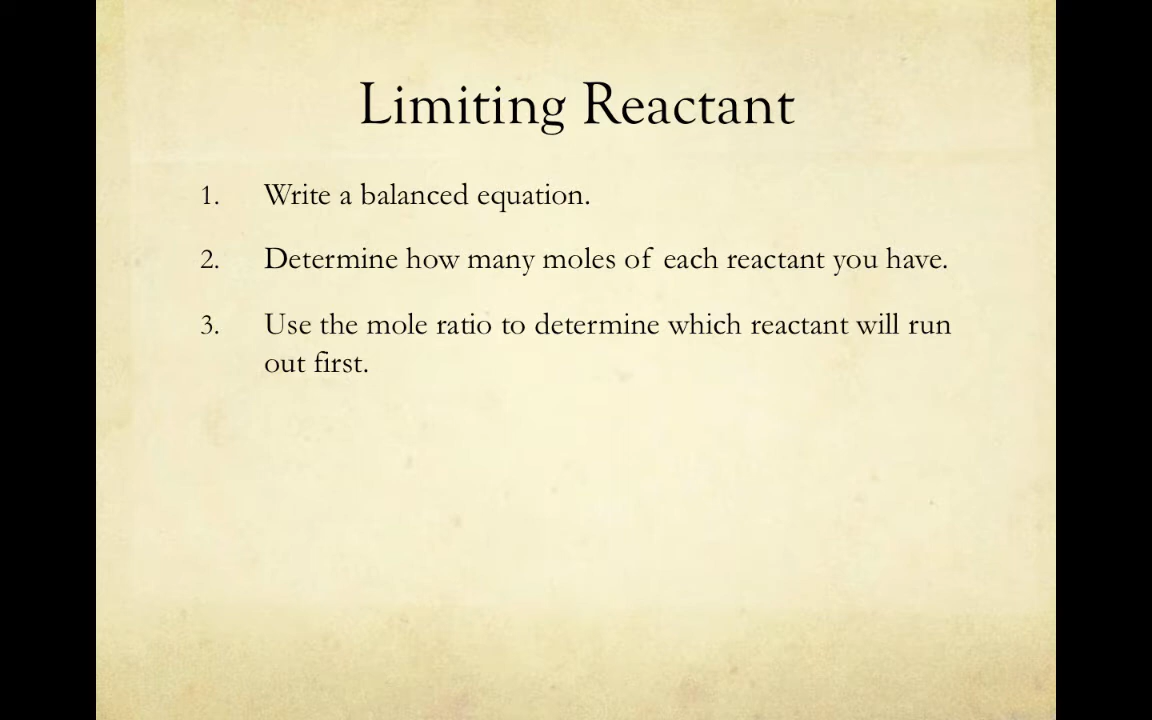 Limiting Reactant
1. Write a balanced equation.
2. Determine how many moles of each reactant you have.
3. Use the mole ratio to determine which reactant will run
out first.